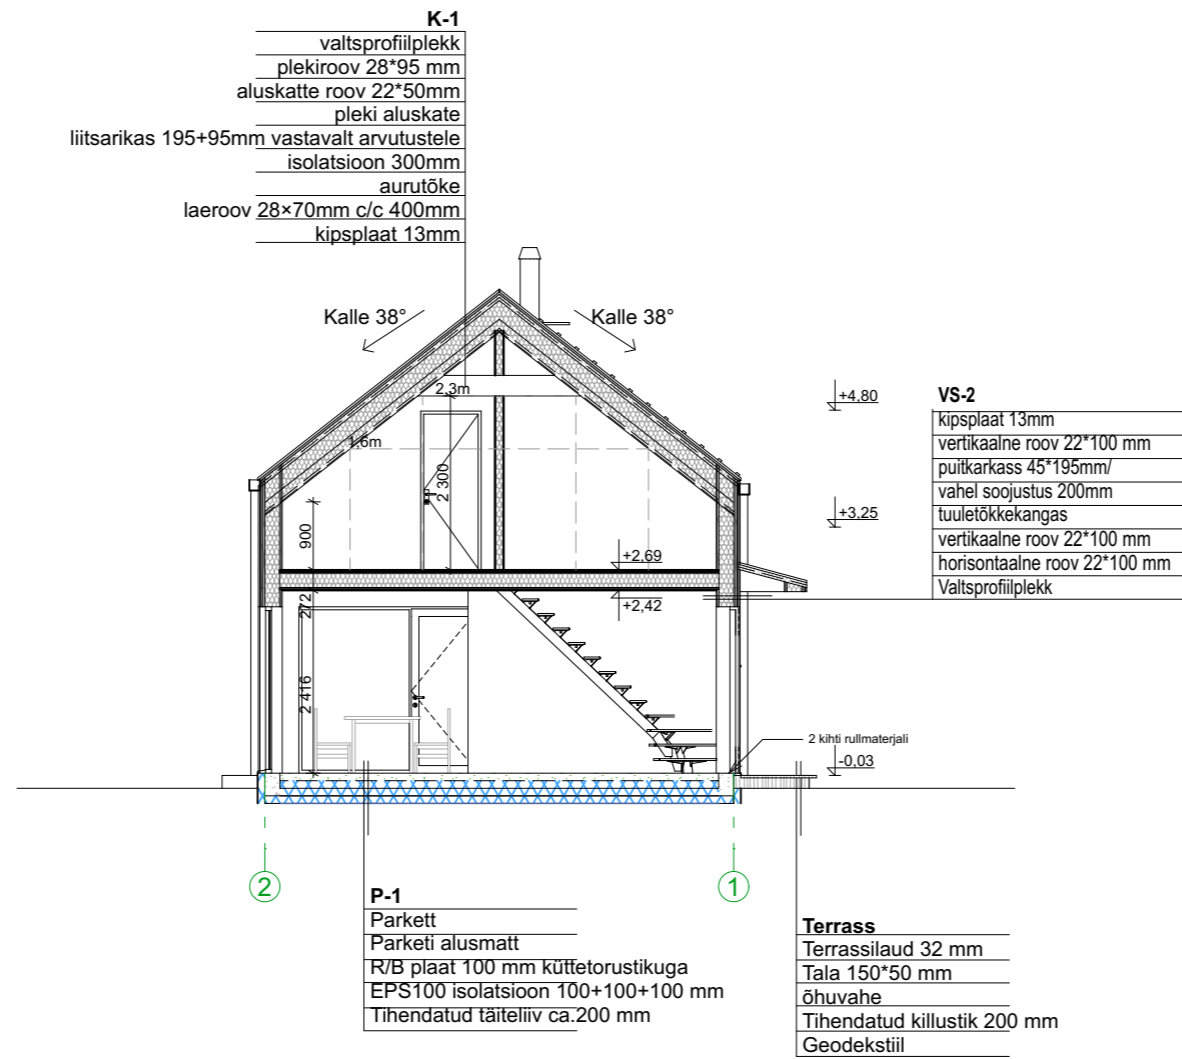 K-1
valtsprofiilplekk
plekiroov 28*95 mm
aluskatte roov 22*50mm
pleki aluskate
liitsarikas 195+95mm vastavalt arvutustele
isolatsioon 300mm
aurutõke
laeroov 28×70mm c/c 400mm
kipsplaat 13mm
Kalle 38°
Kalle 38°
2,3m
1,6m
2 300
900
272
2 416
+2,69
+2,42
+4,80
+3,25
VS-2
kipsplaat 13mm
vertikaalne roov 22*100 mm
puitkarkass 45*195mm/
vahel soojustus 200mm
tuuletõkkekangas
vertikaalne roov 22*100 mm
horisontaalne roov 22*100 mm
Valtsprofiilplekk
2 kihti rullmaterjali
-0,03
2
1
P-1
Parkett
Parketi alusmatt
R/B plaat 100 mm küttetorustikuga
EPS100 isolatsioon 100+100+100 mm
Tihendatud täiteliiv ca.200 mm
Terrass
Terrassilaud 32 mm
Tala 150*50 mm
õhuvahe
Tihendatud killustik 200 mm
Geodekstiil